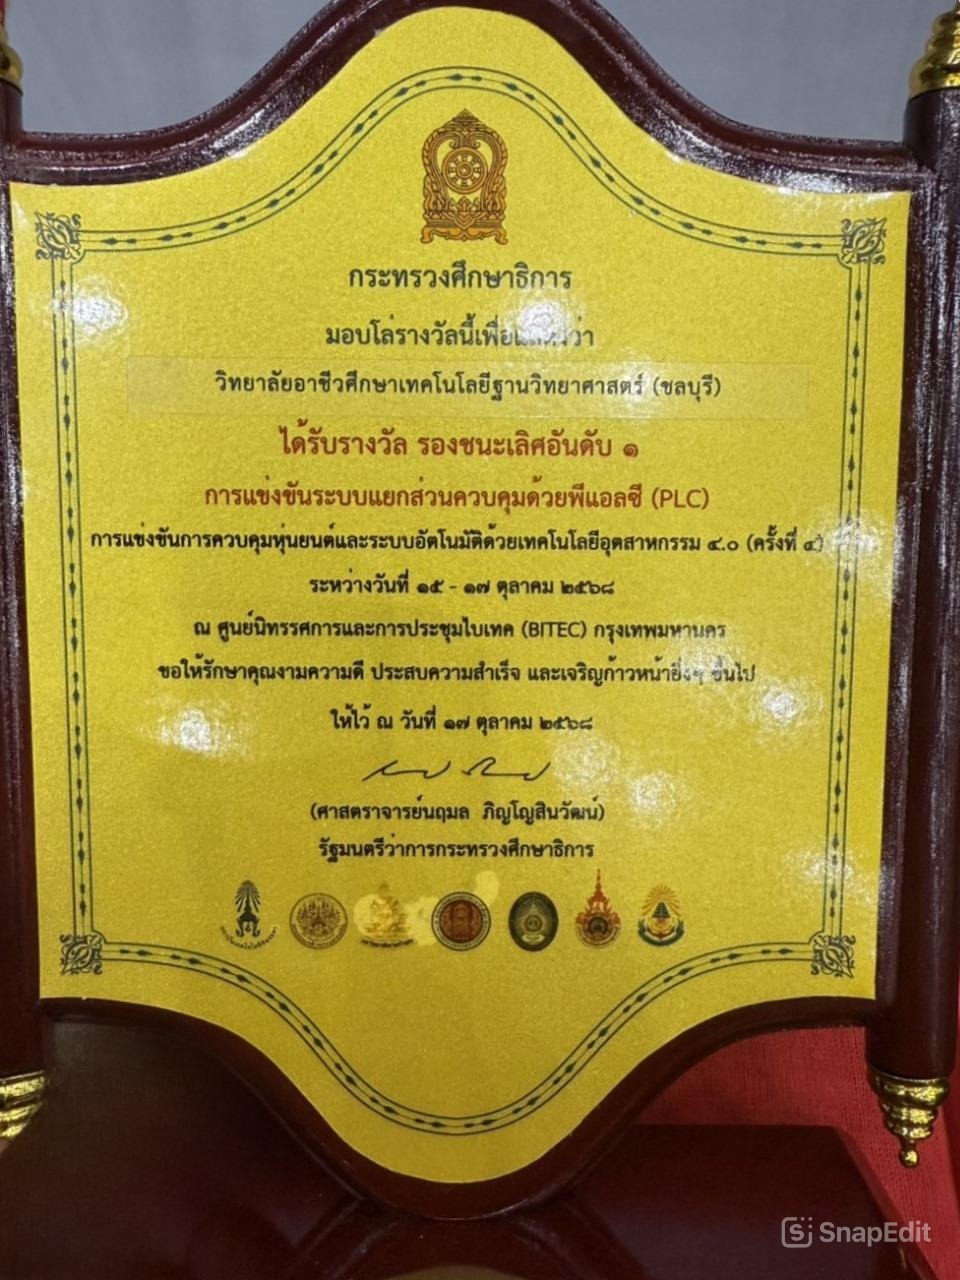 กระทรวงศึกษาธิการ
มอบโล่รางวัลนี้เพื่อแสดงว่า
วิทยาลัยอาชีวศึกษาเทคโนโลยีฐานวิทยาศาสตร์ (ชลบุรี)
ได้รับรางวัล รองชนะเลิศอันดับ ๑
การแข่งขันระบบแยกส่วนควบคุมด้วยพีแอลซี (PLC)
การแข่งขันการควบคุมหุ่นยนต์และระบบอัตโนมัติด้วยเทคโนโลยีอุตสาหกรรม ๔.๐ (ครั้งที่ ๔)
ระหว่างวันที่ ๑๕ - ๑๗ ตุลาคม ๒๕๖๘
ณ ศูนย์นิทรรศการและการประชุมไบเทค (BITEC) กรุงเทพมหานคร
ขอให้รักษาคุณงามความดี ประสบความสำเร็จ และเจริญก้าวหน้ายิ่งๆ ขึ้นไป
ให้ไว้ ณ วันที่ ๑๗ ตุลาคม ๒๕๖๘
(ศาสตราจารย์นฤมล ภิญโญสินวัฒน์)
รัฐมนตรีว่าการกระทรวงศึกษาธิการ
SnapEdit